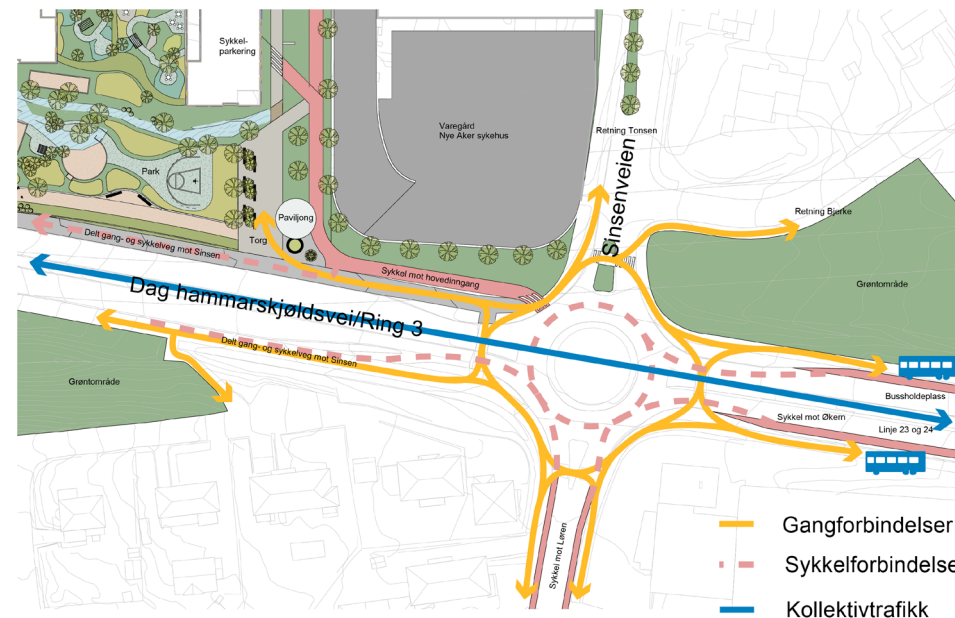 Sykkel-
parkering
Varegård
Nye Aker sykehus
Retning Tonsen
Sinsenveien
Park
Paviljong
Torg
Retning Bjerke
Delt gang- og sykkelveg mot Sinsen
Sykkel mot hovedinngang
Grøntområde
Dag hammarskjøldsvei/Ring 3
Delt gang- og sykkelveg mot Sinsen
Grøntområde
Bussholdeplass
Sykkel mot Økern
Linje 23 og 24
Sykkel mot Løren
Gangforbindelser
Sykkelforbindelse
Kollektivtrafikk